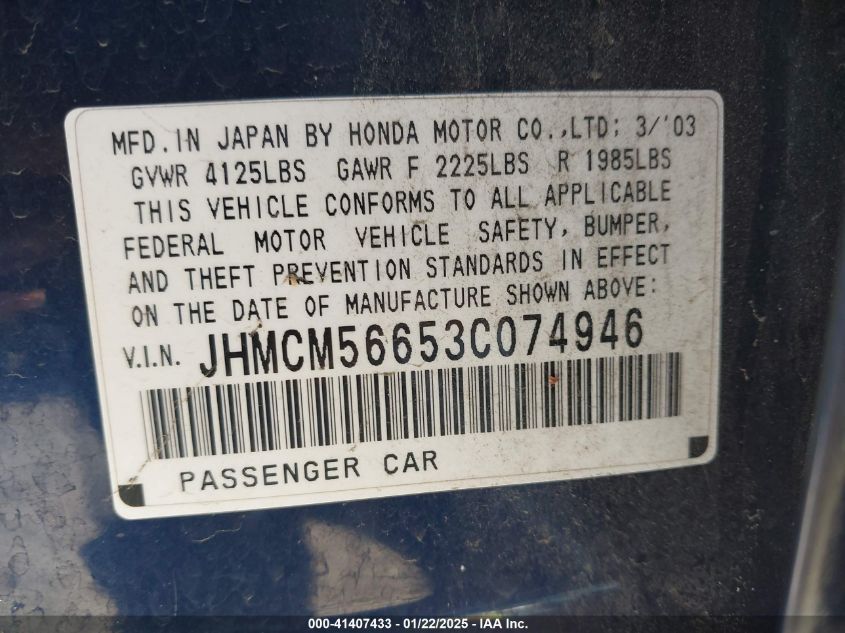 MFD.IN JAPAN BY HONDA MOTOR CO.,LTD: 3/'03
GVWR 4125LBS GAWR F 2225LBS R 1985LBS
THIS VEHICLE CONFORMS TO ALL APPLICABLE
FEDERAL MOTOR VEHICLE SAFETY, BUMPER,
AND THEFT PREVENTION STANDARDS IN EFFECT
ON THE DATE OF MANUFACTURE SHOWN ABOVE:
V.I.N. JHMCM56653C074946
PASSENGER CAR
000-41407433 - 01/22/2025 - IAA Inc.